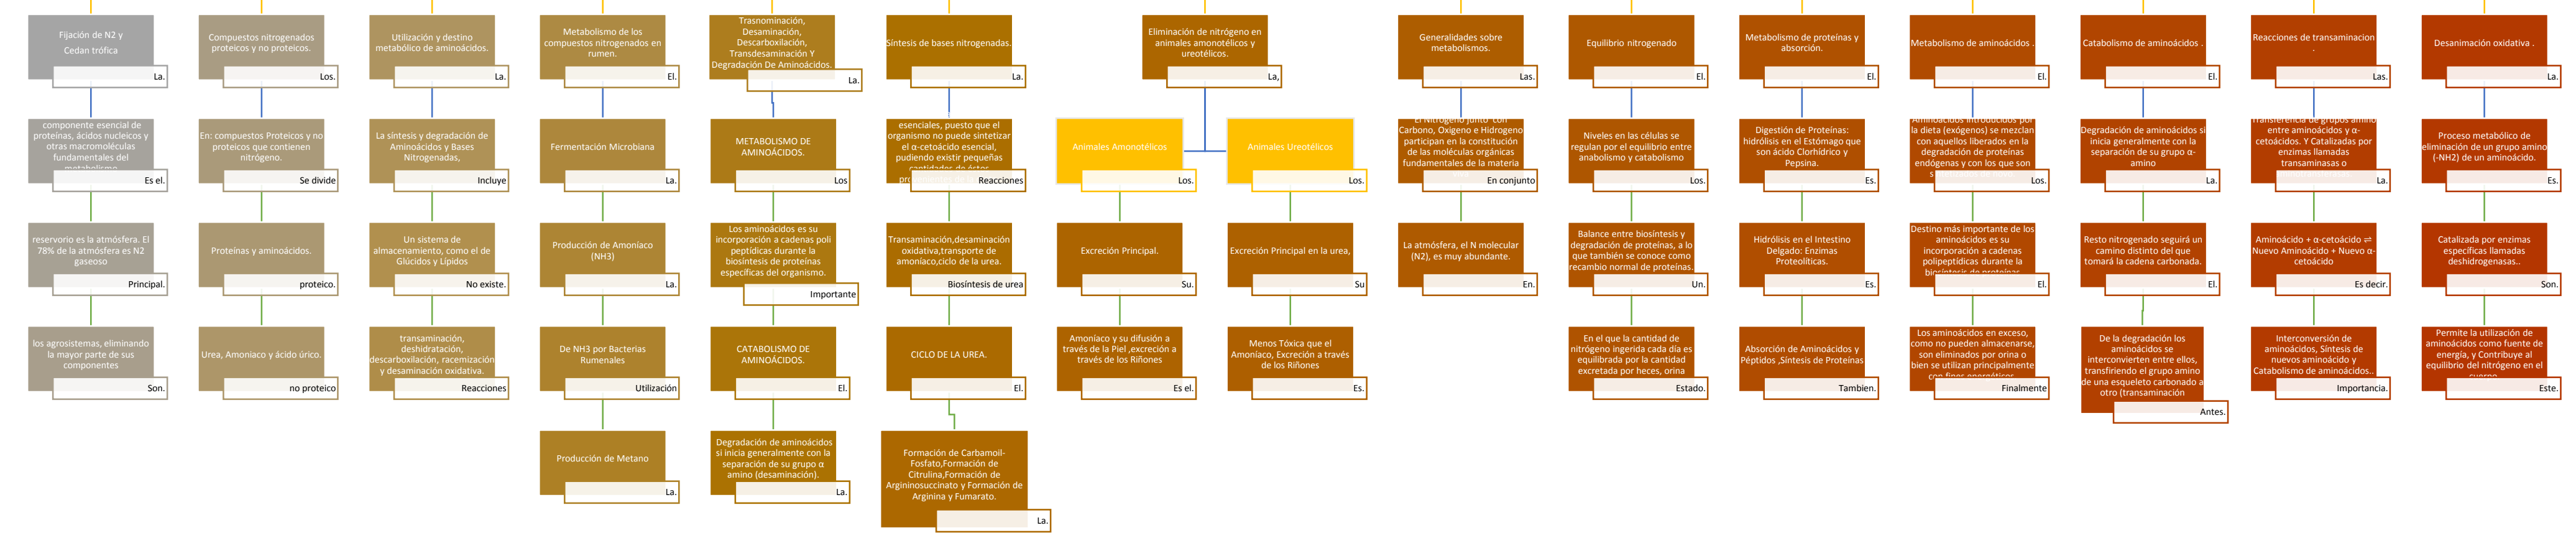 Fijación de N2 y
Cedan trófica
La.
componente esencial de
proteínas, ácidos nucleicos y
otras macromoléculas
fundamentales del
metabolismo
Es el.
reservorio es la atmósfera. El
78% de la atmósfera es N2
gaseoso
Principal.
los agrosistemas, eliminando
la mayor parte de sus
componentes
Son.
Compuestos nitrogenados
proteicos y no proteicos.
Los.
En: compuestos Proteicos y no
proteicos que contienen
nitrógeno.
Se divide
Proteínas y aminoácidos.
proteico.
Urea, Amoniaco y ácido úrico.
no proteico
Utilización y destino
metabólico de aminoácidos.
La.
La síntesis y degradación de
Aminoácidos y Bases
Nitrogenadas,
Incluye
Un sistema de
almacenamiento, como el de
Glúcidos y Lípidos
No existe.
transaminación,
deshidratación,
descarboxilación, racemización
y desaminación oxidativa.
Reacciones
Metabolismo de los
compuestos nitrogenados en
rumen.
El.
Fermentación Microbiana
La.
Producción de Amoníaco
(NH3)
La.
De NH3 por Bacterias
Rumenales
Utilización
Producción de Metano
La.
Trasnominación,
Desaminación,
Descarboxilación,
Transdesaminación Y
Degradación De Aminoácidos.
La.
METABOLISMO DE
AMINOÁCIDOS.
Los
Los aminoácidos es su
incorporación a cadenas poli
peptídicas durante la
biosíntesis de proteínas
específicas del organismo.
Importante
CATABOLISMO DE
AMINOÁCIDOS.
El.
Degradación de aminoácidos
si inicia generalmente con la
separación de su grupo α
amino (desaminación).
La.
Síntesis de bases nitrogenadas.
La.
esenciales, puesto que el
organismo no puede sintetizar
el α-cetoácido esencial,
pudiendo existir pequeñas
cantidades de éstos
Reacciones
Transaminación,desaminación
oxidativa,transporte de
amoníaco,ciclo de la urea.
Biosíntesis de urea
CICLO DE LA UREA.
El.
Formación de Carbamoil-
Fosfato,Formación de
Citrulina,Formación de
Argininosuccinato y Formación de
Arginina y Fumarato.
La.
Eliminación de nitrógeno en
animales amonotélicos y
ureotélicos.
La,
Animales Amonotélicos
Los.
Excreción Principal.
Su.
Amoníaco y su difusión a
través de la Piel ,excreción a
través de los Riñones
Es el.
Animales Ureotélicos
Los.
Excreción Principal en la urea,
Su
Menos Tóxica que el
Amoníaco, Excreción a través
de los Riñones
Es.
Generalidades sobre
metabolismos.
Las.
El Nitrógeno junto con
Carbono, Oxigeno e Hidrogeno
participan en la constitución
de las moléculas orgánicas
fundamentales de la materia
En conjunto
La atmósfera, el N molecular
(N2), es muy abundante.
En.
Equilibrio nitrogenado
El.
Niveles en las células se
regulan por el equilibrio entre
anabolismo y catabolismo
Los.
Balance entre biosíntesis y
degradación de proteínas, a lo
que también se conoce como
recambio normal de proteínas.
Un.
En el que la cantidad de
nitrógeno ingerida cada día es
equilibrada por la cantidad
excretada por heces, orina
Estado.
Metabolismo de proteínas y
absorción.
El.
Digestión de Proteínas:
hidrólisis en el Estómago que
son ácido Clorhídrico y
Pepsina.
Es.
Hidrólisis en el Intestino
Delgado: Enzimas
Proteolíticas.
Es.
Absorción de Aminoácidos y
Péptidos ,Síntesis de Proteínas
Tambien.
Metabolismo de aminoácidos .
El.
Aminoácidos introducidos por
la dieta (exógenos) se mezclan
con aquellos liberados en la
degradación de proteínas
endógenas y con los que son
Los.
Destino más importante de los
aminoácidos es su
incorporación a cadenas
polipeptídicas durante la
biosíntesis de proteínas
El.
Los aminoácidos en exceso,
como no pueden almacenarse,
son eliminados por orina o
bien se utilizan principalmente
con fines energéticos
Finalmente
Catabolismo de aminoácidos .
El.
Degradación de aminoácidos si
inicia generalmente con la
separación de su grupo α-
amino
La.
Resto nitrogenado seguirá un
camino distinto del que
tomará la cadena carbonada.
El.
De la degradación los
aminoácidos se
interconvierten entre ellos,
transfiriendo el grupo amino
de una esqueleto carbonado a
otro (transaminación
Antes.
Reacciones de transaminacion
.
Las.
Transferencia de grupos amino
entre aminoácidos y α-
cetoácidos. Y Catalizadas por
enzimas llamadas
transaminasas o
La.
Aminoácido + α-cetoácido ⇌
Nuevo Aminoácido + Nuevo α-
cetoácido
Es decir.
Interconversión de
aminoácidos, Síntesis de
nuevos aminoácido y
Catabolismo de aminoácidos..
Importancia.
Desanimación oxidativa .
La.
Proceso metabólico de
eliminación de un grupo amino
(-NH2) de un aminoácido.
Es.
Catalizada por enzimas
específicas llamadas
deshidrogenasas..
Son.
Permite la utilización de
aminoácidos como fuente de
energía, y Contribuye al
equilibrio del nitrógeno en el
cuerpo
Este.